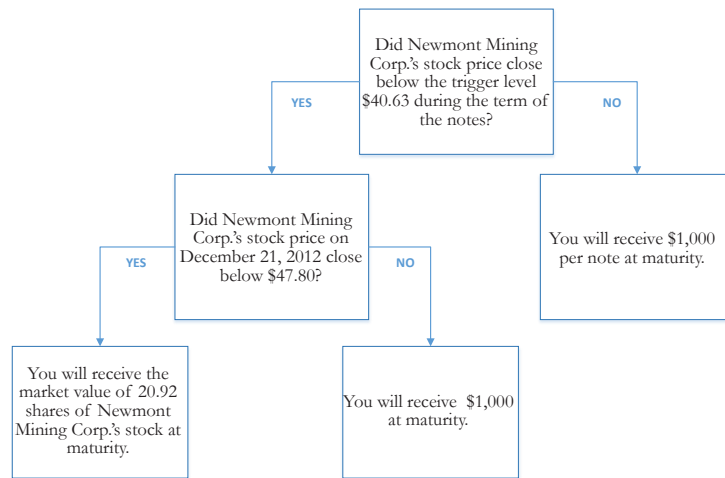 Did Newmont Mining
Corp.'s stock price close
below the trigger level
$40.63 during the term of
the notes?
YES
NO
Did Newmont Mining
Corp.'s stock price on
December 21, 2012 close
below $47.80?
You will receive $1,000
per note at maturity.
YES
NO
You will receive the
market value of 20.92
shares of Newmont
Mining Corp.'s stock at
maturity.
You will receive $1,000
at maturity.